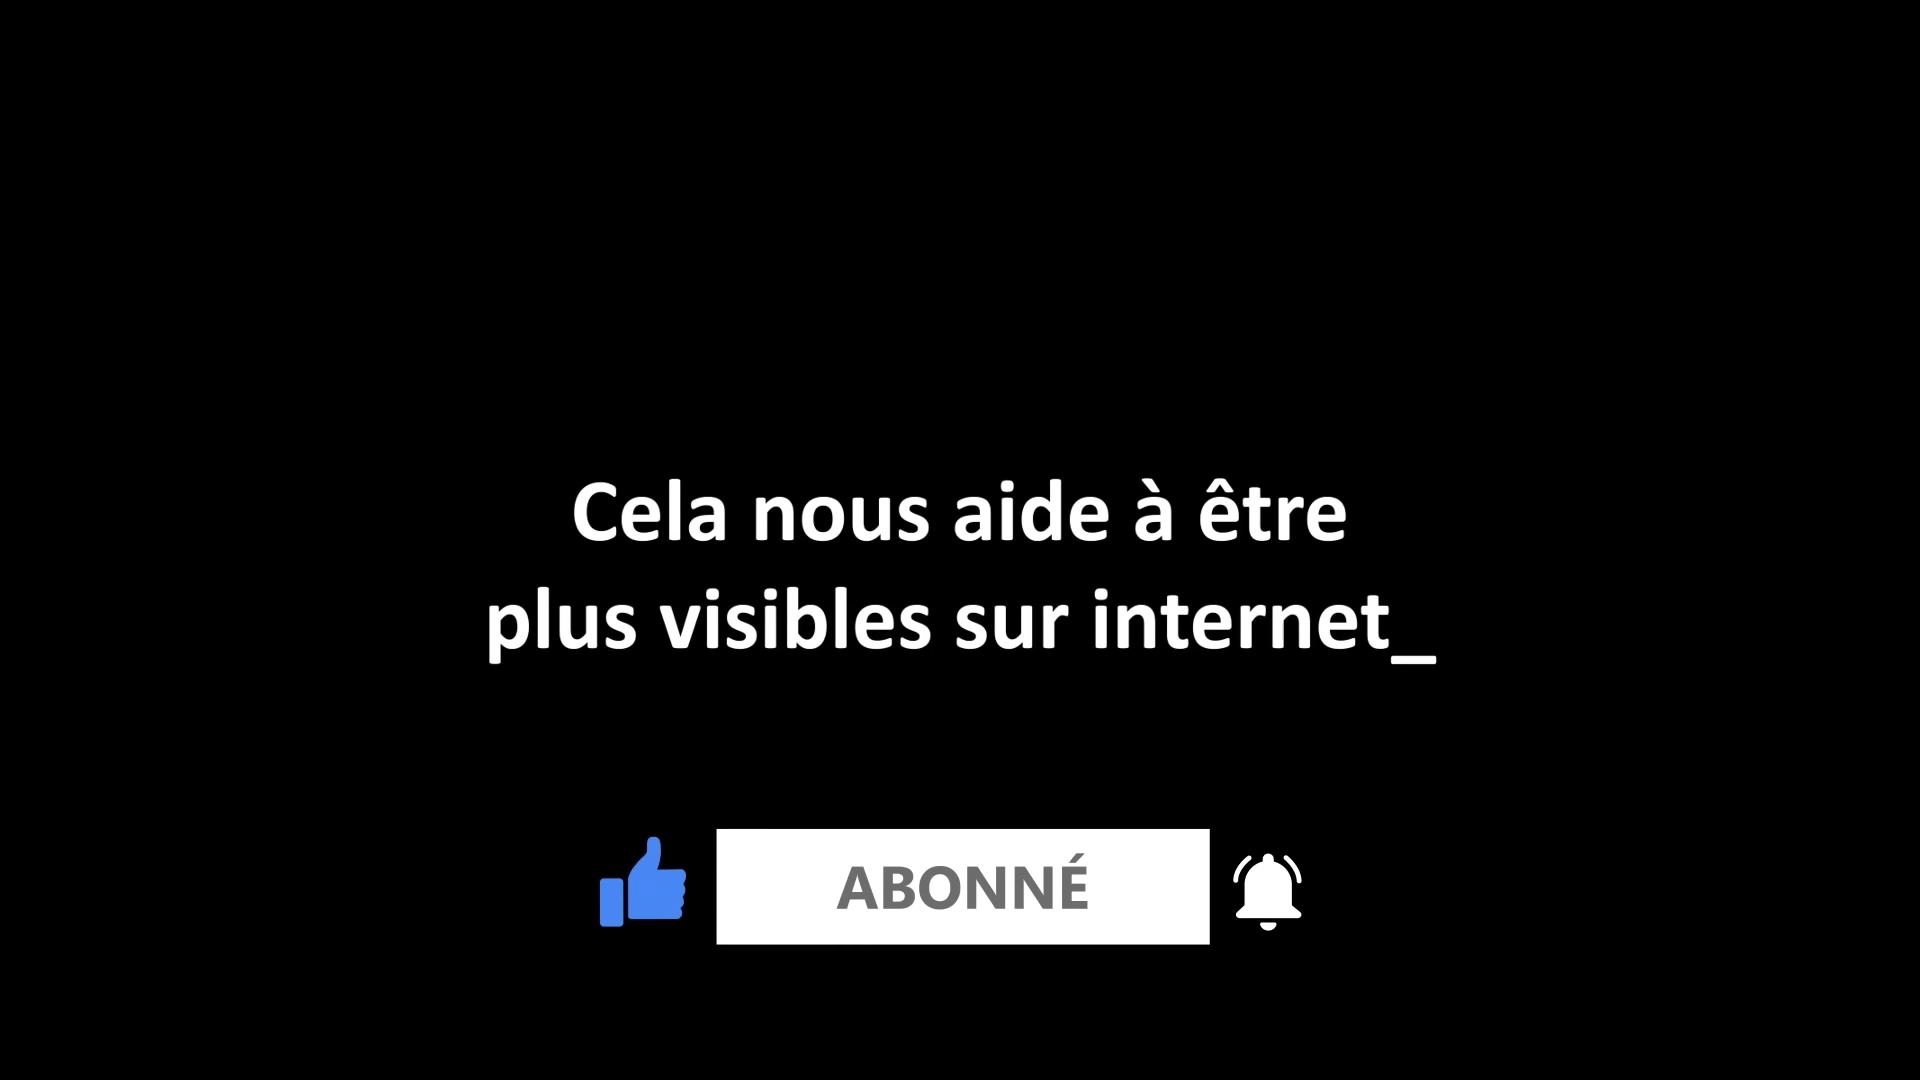 Cela nous aide à être
plus visibles sur internet_
ABONNÉ